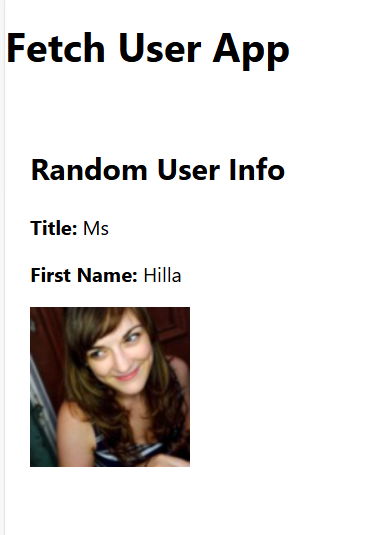 Fetch User App
Random User Info
Title: Ms
First Name: Hilla